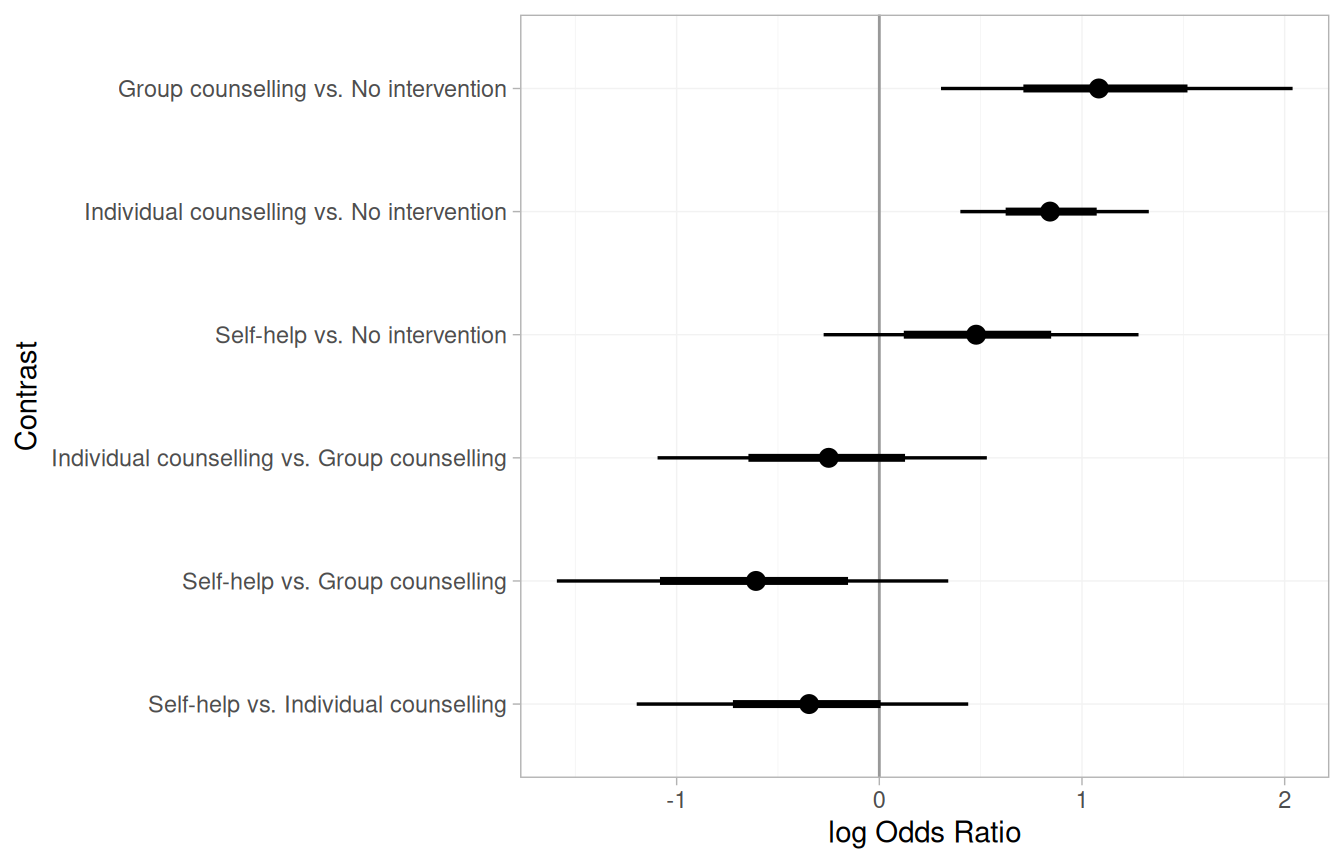 Group counselling vs. No intervention
Individual counselling vs. No intervention
Self-help vs. No intervention
Individual counselling vs. Group counselling
Self-help vs. Group counselling
Self-help vs. Individual counselling
Contrast
-1 0 1 2
log Odds Ratio